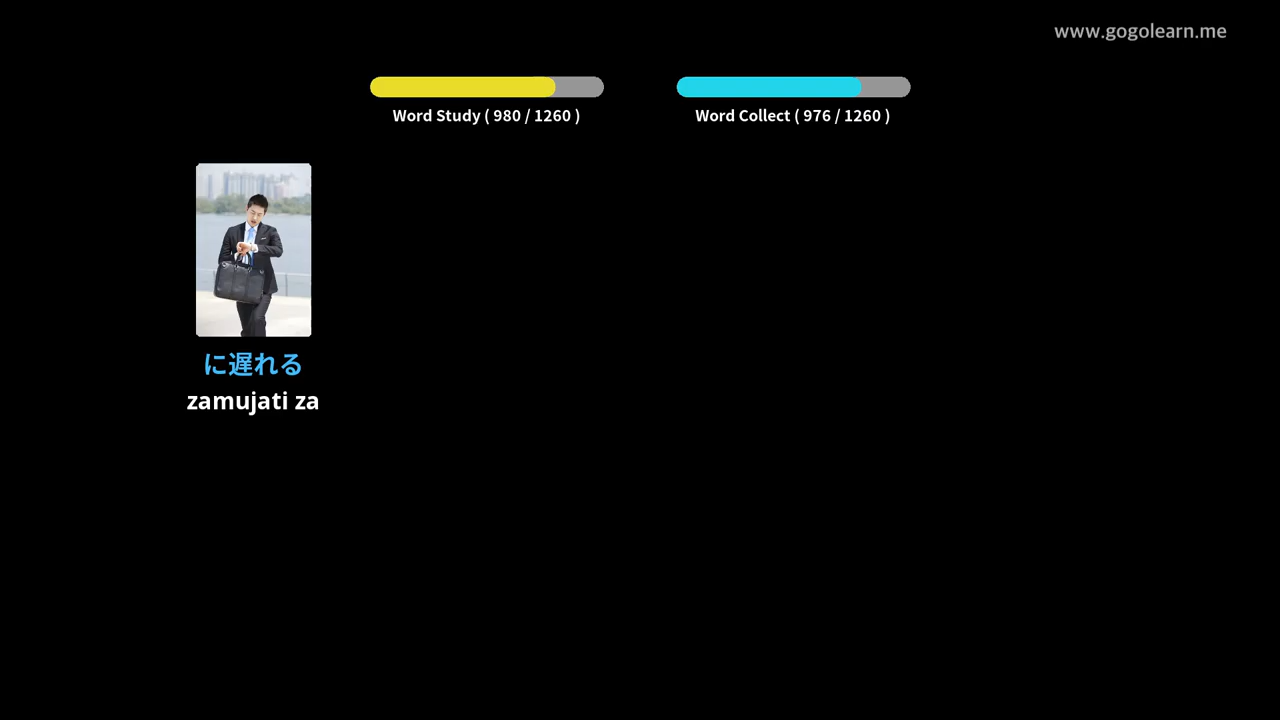 www.gogolearn.me
Word Study ( 980 / 1260 )
Word Collect ( 976 / 1260 )
に遅れる
zamujati za